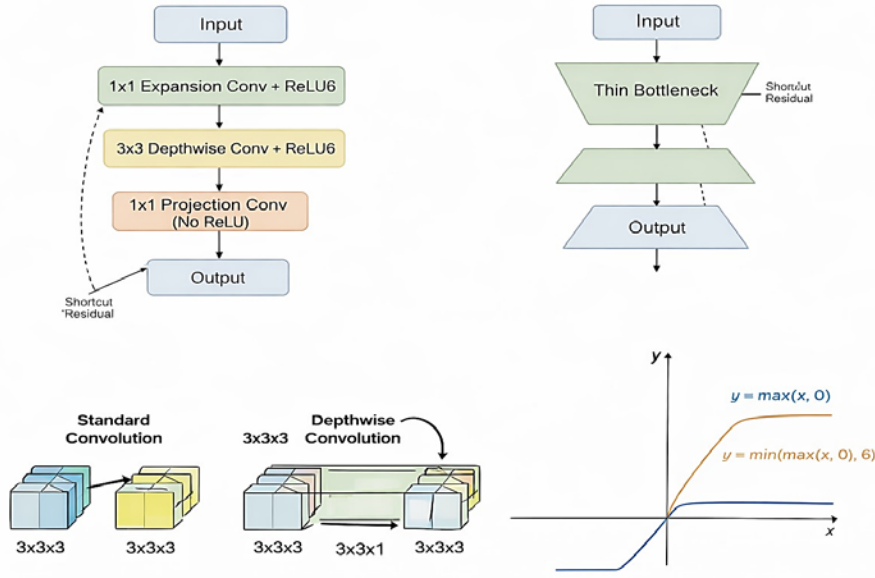 Input
1x1 Expansion Conv + ReLU6
3x3 Depthwise Conv + ReLU6
1x1 Projection Conv
(No ReLU)
Output
Shortcut
"Residual
Input
Thin Bottleneck
Shortcut
Residual
Output
Standard
Convolution
3x3x3
3x3x3
3x3x3
Depthwise
Convolution
3x3x3
3x3x1
3x3x3
y
y = max(x, 0)
y = min(max(x, 0), 6)
x